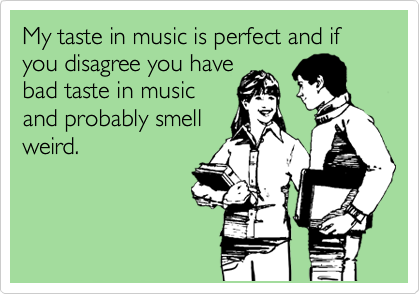 My taste in music is perfect and if
you disagree you have
bad taste in music
and probably smell
weird.